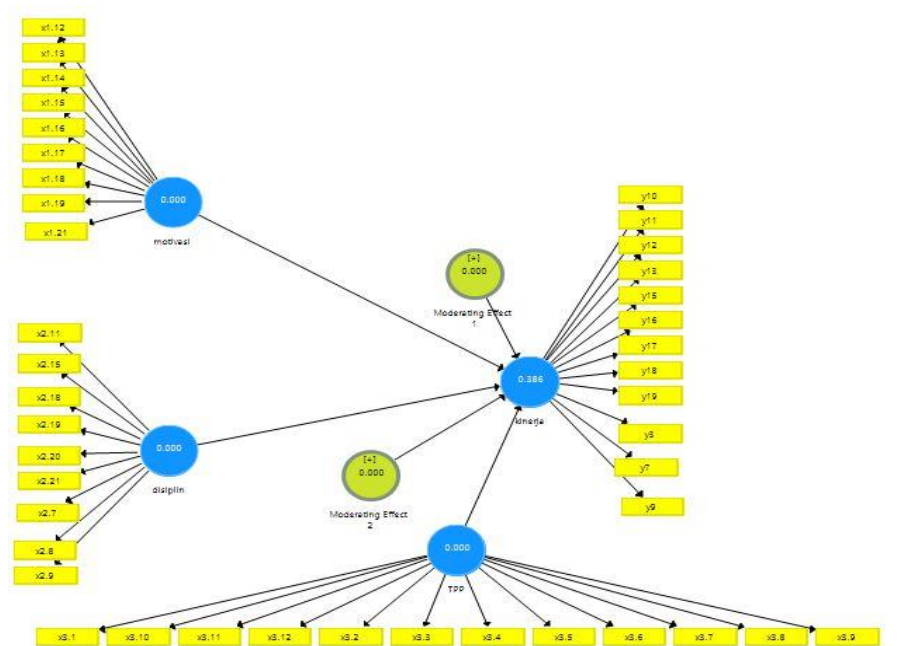 x1.12
x1.13
x1.14
x1.15
x1.16
x1.17
x1.18
x1.19
x1.21
0.000
motivasi
x2.11
x2.15
x2.18
x2.19
x2.20
x2.21
x2.7
x2.8
x2.9
0.000
disiplin
[+]
0.000
Moderating Effect
1
[+]
0.000
Moderating Effect
2
0.386
kinerja
y10
y11
y12
y13
y15
y16
y17
y18
y19
y3
y7
y9
0.000
TPP
x3.1
x3.10
x3.11
x3.12
x3.2
x3.3
x3.4
x3.5
x3.6
x3.7
x3.8
x3.9